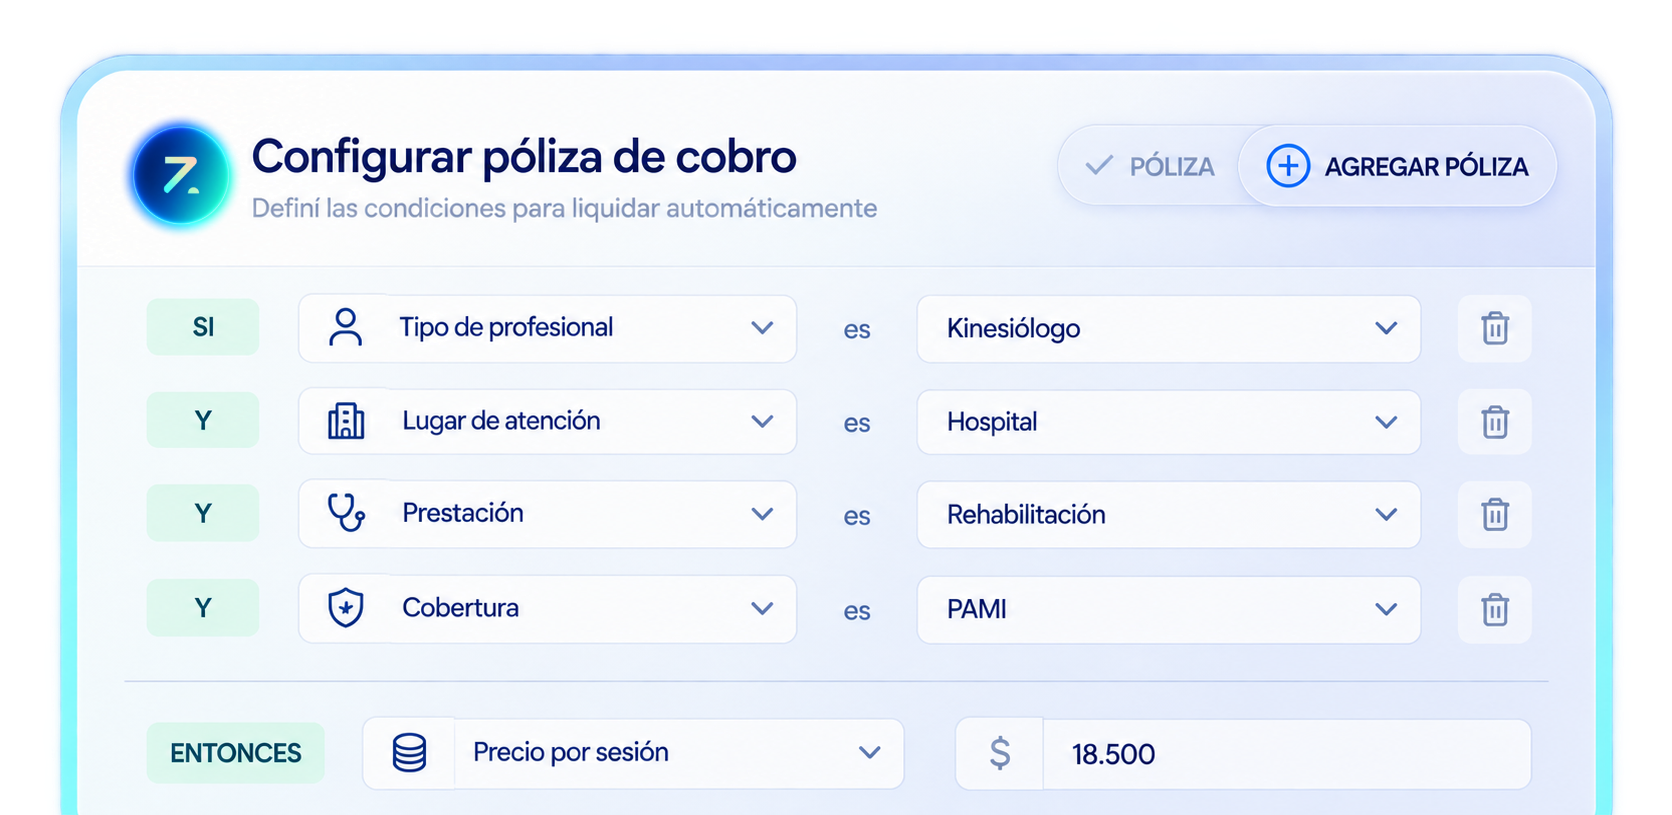 Configurar póliza de cobro
Definí las condiciones para liquidar automáticamente
PÓLIZA
AGREGAR PÓLIZA
SI Tipo de profesional es Kinesiólogo
Y Lugar de atención es Hospital
Y Prestación es Rehabilitación
Y Cobertura es PAMI
ENTONCES Precio por sesión $ 18.500